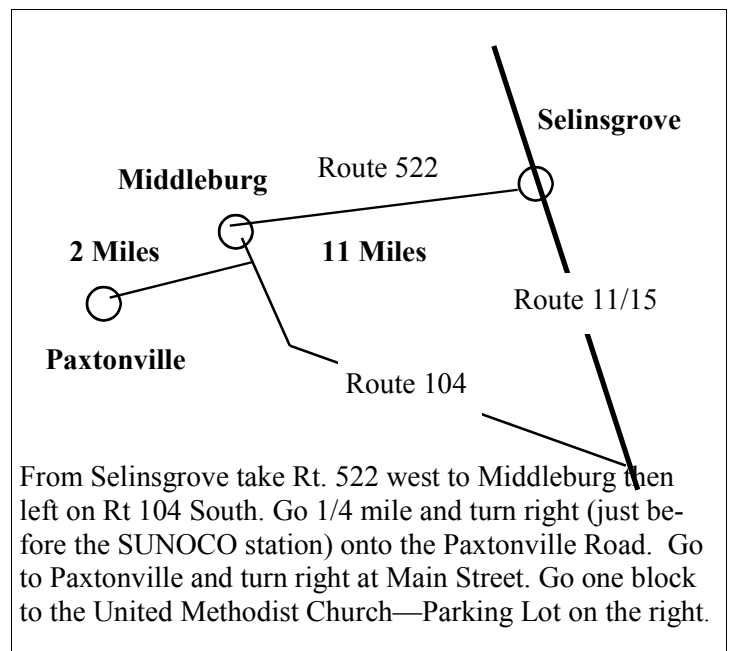 Selinsgrove
Route 522
Middleburg
2 Miles
11 Miles
Route 11/15
Paxtonville
Route 104
From Selinsgrove take Rt. 522 west to Middleburg then
left on Rt 104 South. Go 1/4 mile and turn right (just be-
fore the SUNOCO station) onto the Paxtonville Road.  Go
to Paxtonville and turn right at Main Street. Go one block
to the United Methodist Church—Parking Lot on the right.